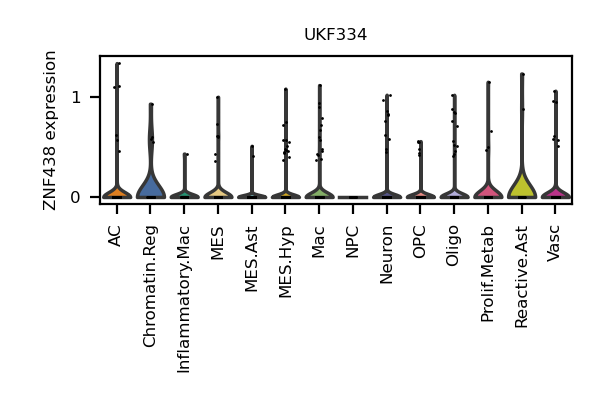 UKF334
ZNF438 expression
1
0
AC
Chromatin.Reg
Inflammatory.Mac
MES
MES.Ast
MES.Hyp
Mac
NPC
Neuron
OPC
Oligo
Prolif.Metab
Reactive.Ast
Vasc